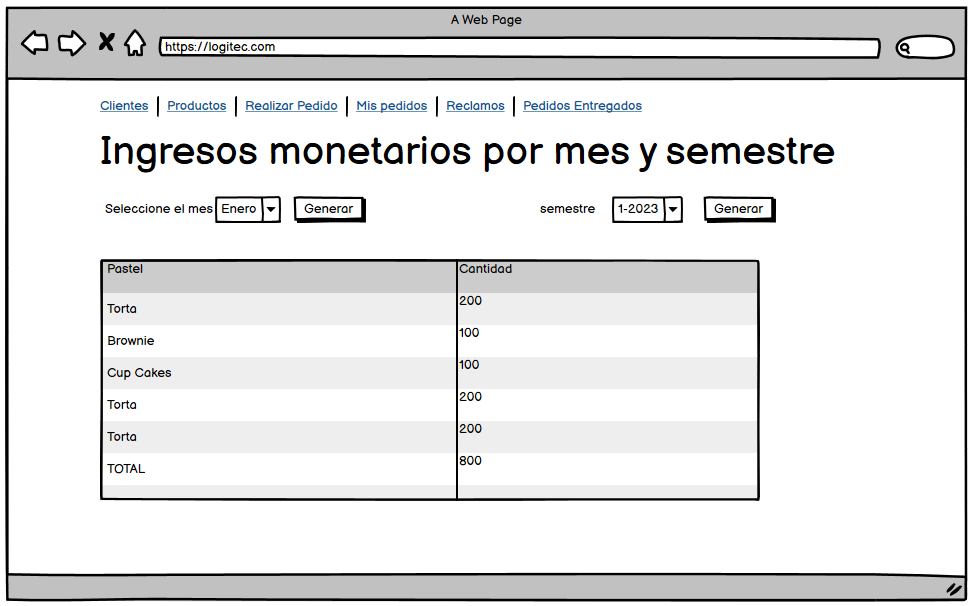 A Web Page
https://logitec.com
Clientes Productos Realizar Pedido Mis pedidos Reclamos Pedidos Entregados
Ingresos monetarios por mes y semestre
Seleccione el mes Enero Generar semestre 1-2023 Generar
Pastel Cantidad
Torta 200
Brownie 100
Cup Cakes 100
Torta 200
Torta 200
TOTAL 800